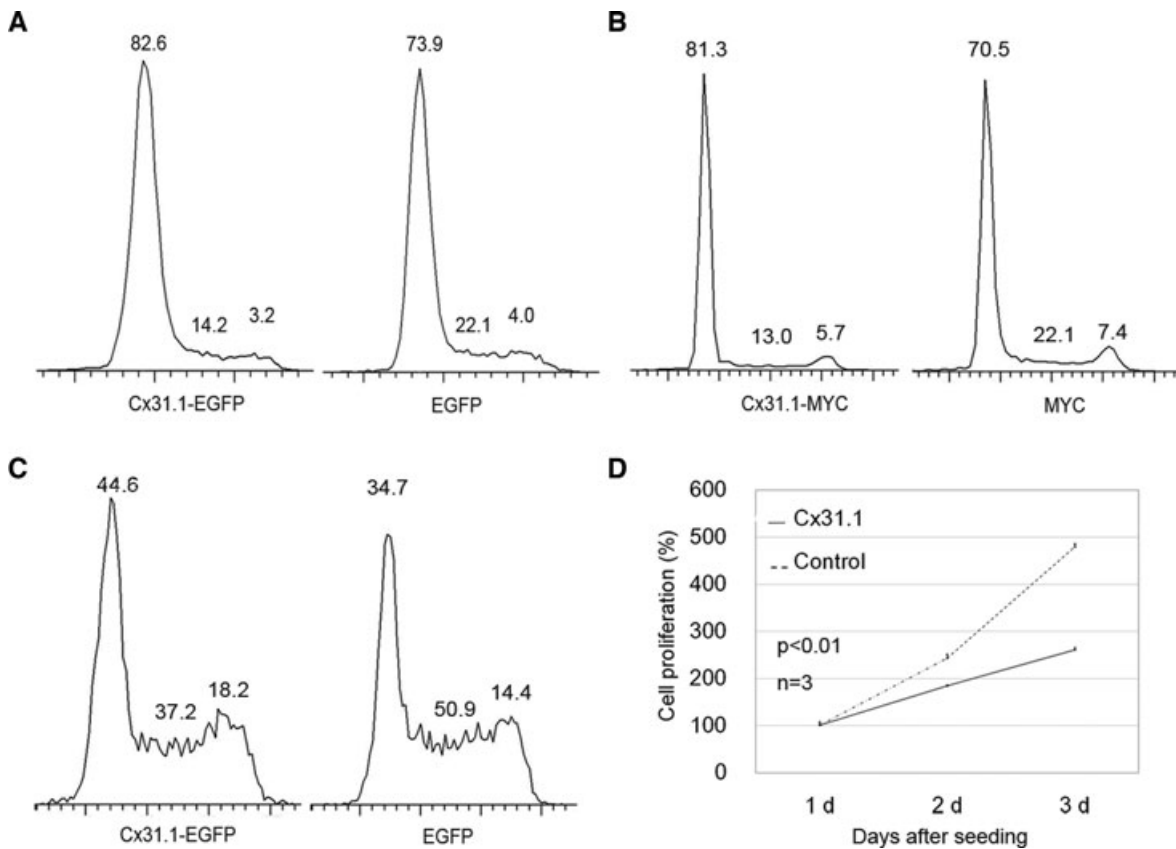 A
82.6
73.9
14.2
3.2
22.1
4.0
Cx31.1-EGFP
EGFP
B
81.3
70.5
13.0
5.7
22.1
7.4
Cx31.1-MYC
MYC
C
44.6
34.7
37.2
18.2
50.9
14.4
Cx31.1-EGFP
EGFP
D
Cell proliferation (%)
600
500
400
300
200
100
0
Cx31.1
Control
p<0.01
n=3
1 d 2 d 3 d
Days after seeding